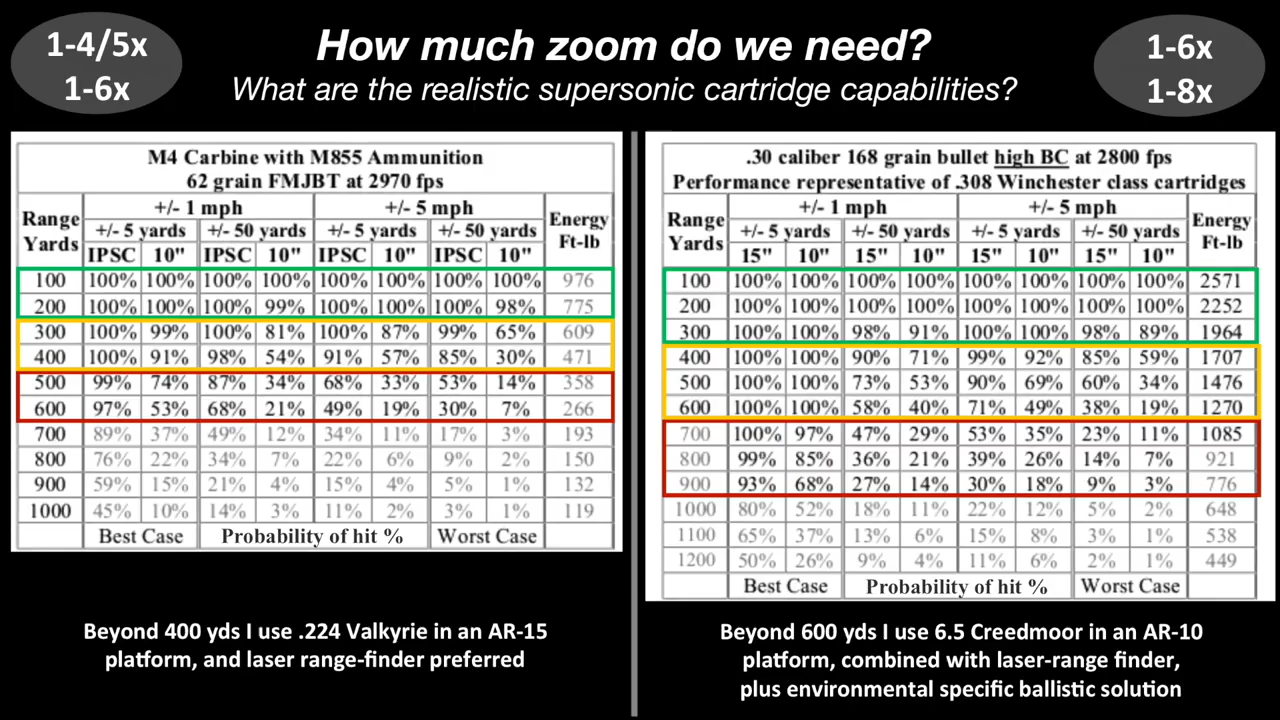 1-4/5x
1-6x
How much zoom do we need?
What are the realistic supersonic cartridge capabilities?
1-6x
1-8x
M4 Carbine with M855 Ammunition
62 grain FMJBT at 2970 fps
Range Yards +/- 1 mph +/- 5 mph Energy Ft-lb
+/- 5 yards +/- 50 yards +/- 5 yards +/- 50 yards
IPSC 10" IPSC 10" IPSC 10" IPSC 10"
100 100% 100% 100% 100% 100% 100% 100% 100% 976
200 100% 100% 100% 99% 100% 100% 100% 98% 775
300 100% 99% 100% 81% 100% 87% 99% 65% 609
400 100% 91% 98% 54% 91% 57% 85% 30% 471
500 99% 74% 87% 34% 68% 33% 53% 14% 358
600 97% 53% 68% 21% 49% 19% 30% 7% 266
700 89% 37% 49% 12% 34% 11% 17% 3% 193
800 76% 22% 34% 7% 22% 6% 9% 2% 150
900 59% 15% 21% 4% 15% 4% 5% 1% 132
1000 45% 10% 14% 3% 11% 2% 3% 1% 119
Best Case Probability of hit % Worst Case
Beyond 400 yds I use .224 Valkyrie in an AR-15
platform, and laser range-finder preferred
.30 caliber 168 grain bullet high BC at 2800 fps
Performance representative of .308 Winchester class cartridges
Range Yards +/- 1 mph +/- 5 mph Energy Ft-lb
+/- 5 yards +/- 50 yards +/- 5 yards +/- 50 yards
15" 10" 15" 10" 15" 10" 15" 10"
100 100% 100% 100% 100% 100% 100% 100% 100% 2571
200 100% 100% 100% 100% 100% 100% 100% 100% 2252
300 100% 100% 98% 91% 100% 100% 98% 89% 1964
400 100% 100% 90% 71% 99% 92% 85% 59% 1707
500 100% 100% 73% 53% 90% 69% 60% 34% 1476
600 100% 100% 58% 40% 71% 49% 38% 19% 1270
700 100% 97% 47% 29% 53% 35% 23% 11% 1085
800 99% 85% 36% 21% 39% 26% 14% 7% 921
900 93% 68% 27% 14% 30% 18% 9% 3% 776
1000 80% 52% 18% 11% 22% 12% 5% 2% 648
1100 65% 37% 13% 6% 15% 8% 3% 1% 538
1200 50% 26% 9% 4% 11% 6% 2% 1% 449
Best Case Probability of hit % Worst Case
Beyond 600 yds I use 6.5 Creedmoor in an AR-10
platform, combined with laser-range finder,
plus environmental specific ballistic solution